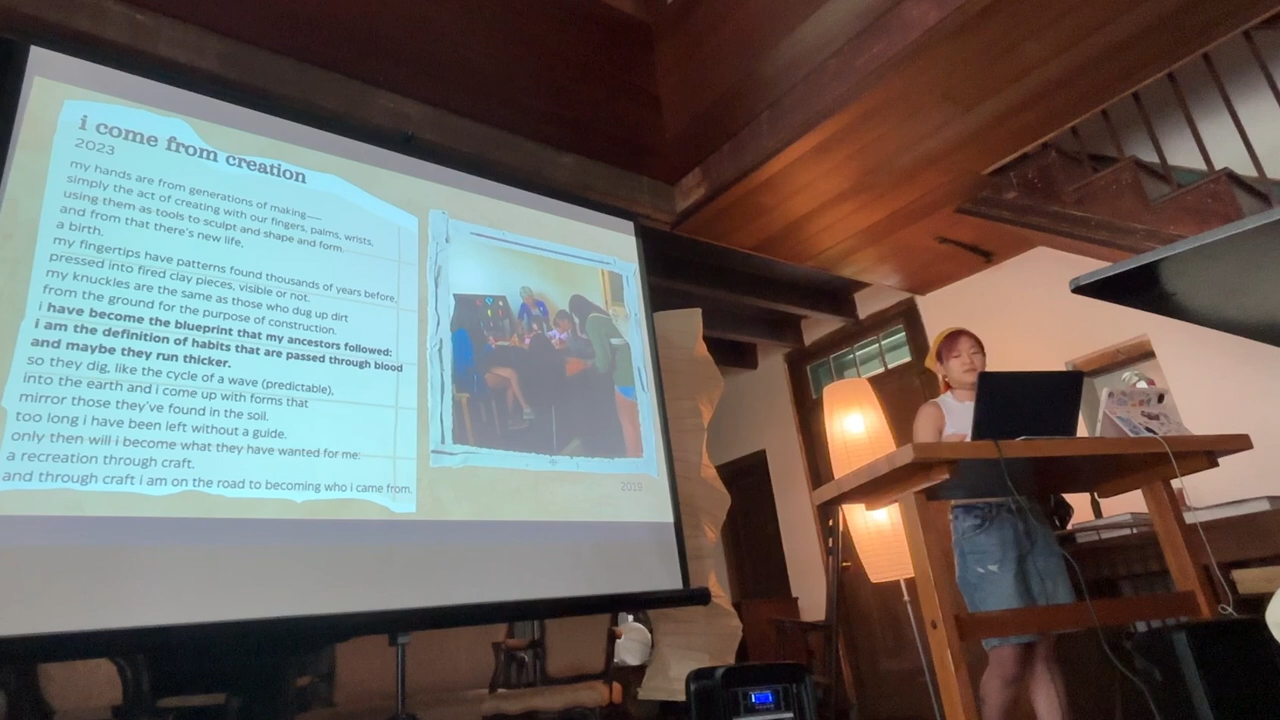 i come from creation
2023
my hands are from generations of making—
simply the act of creating with our fingers, palms, wrists,
using them as tools to sculpt and shape and form.
and from that there's new life,
a birth.
my fingertips have patterns found thousands of years before,
pressed into fired clay pieces, visible or not.
my knuckles are the same as those who dug up dirt
from the ground for the purpose of construction.
i have become the blueprint that my ancestors followed:
i am the definition of habits that are passed through blood
and maybe they run thicker.
so they dig, like the cycle of a wave (predictable),
into the earth and i come up with forms that
mirror those they've found in the soil.
too long i have been left without a guide.
only then will i become what they have wanted for me:
a recreation through craft.
and through craft i am on the road to becoming who i came from.
2019